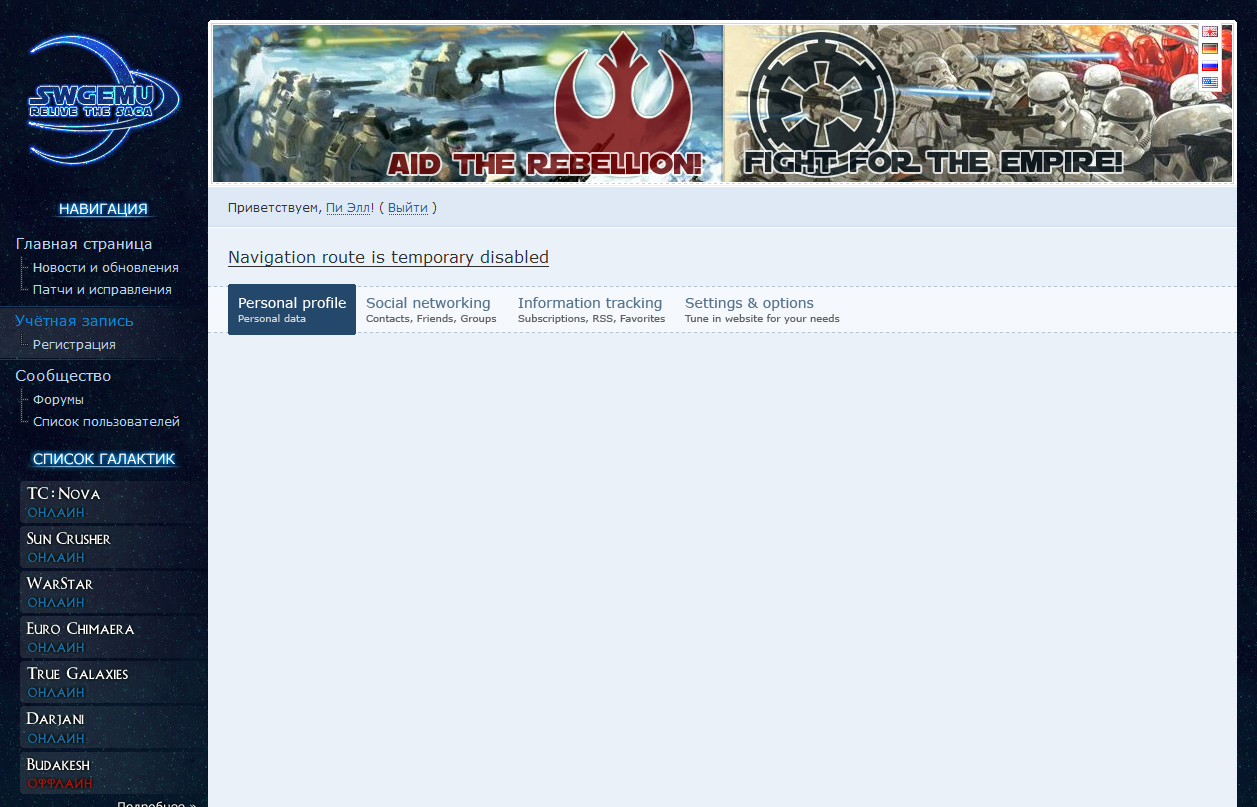 SWGEMU
RELIVE THE SAGA
AID THE REBELLION!
FIGHT FOR THE EMPIRE!
НАВИГАЦИЯ
Главная страница
Новости и обновления
Патчи и исправления
Учётная запись
Регистрация
Сообщество
Форумы
Список пользователей
СПИСОК ГАЛАКТИК
TC:Nova
ОНЛАЙН
Sun Crusher
ОНЛАЙН
WarStar
ОНЛАЙН
Euro Chimaera
ОНЛАЙН
True Galaxies
ОНЛАЙН
Darjani
ОНЛАЙН
Budakesh
ОФФЛАЙН
Подробнее »
Приветствуем, Пи Элл! ( Выйти )
Navigation route is temporary disabled
Personal profile
Personal data
Social networking
Contacts, Friends, Groups
Information tracking
Subscriptions, RSS, Favorites
Settings & options
Tune in website for your needs